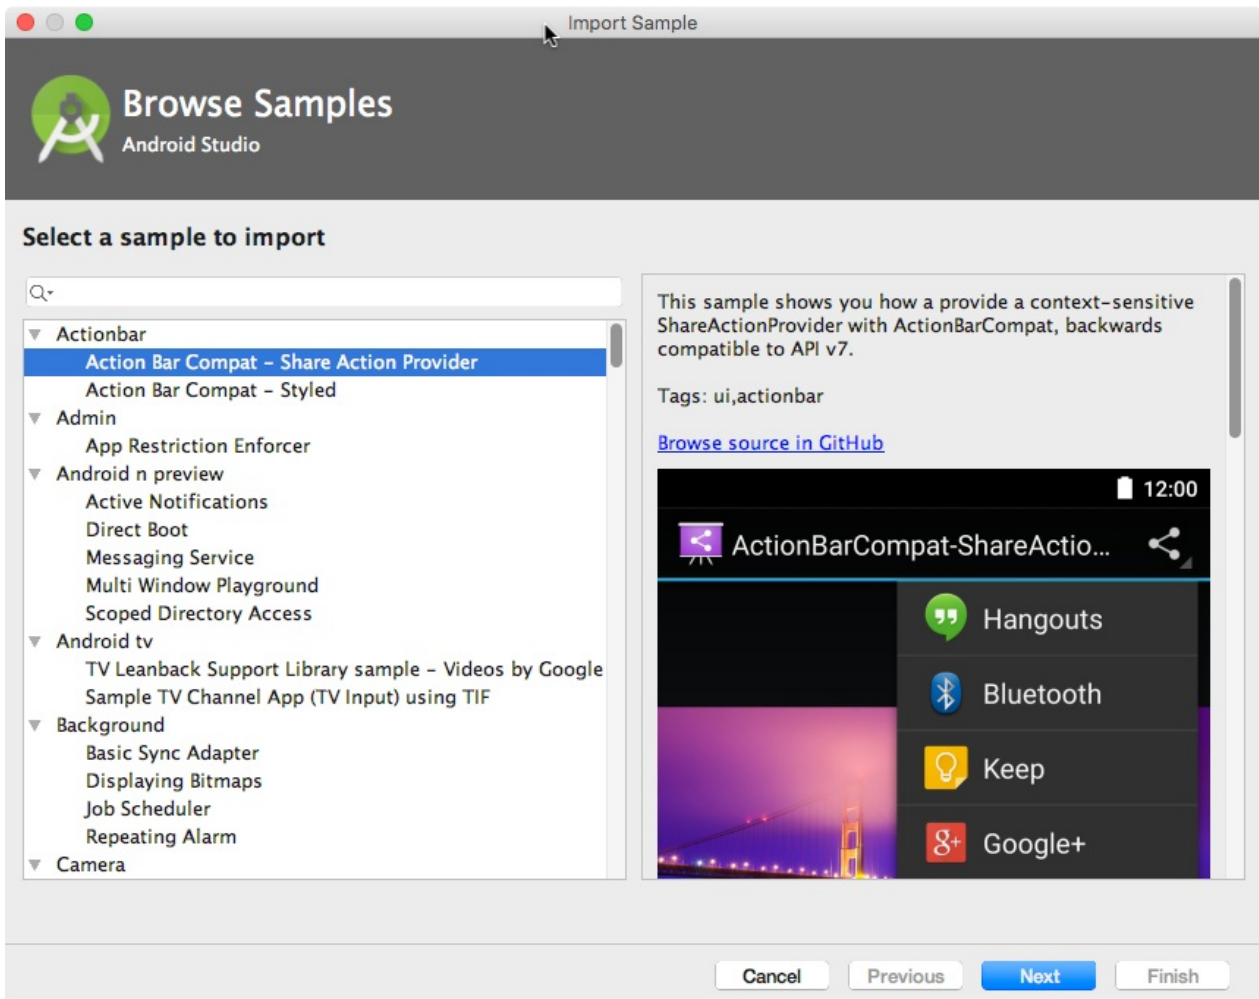 Import Sample
Browse Samples
Android Studio
Select a sample to import
Actionbar
Action Bar Compat – Share Action Provider
Action Bar Compat – Styled
Admin
App Restriction Enforcer
Android n preview
Active Notifications
Direct Boot
Messaging Service
Multi Window Playground
Scoped Directory Access
Android tv
TV Leanback Support Library sample – Videos by Google
Sample TV Channel App (TV Input) using TIF
Background
Basic Sync Adapter
Displaying Bitmaps
Job Scheduler
Repeating Alarm
Camera
This sample shows you how a provide a context-sensitive
ShareActionProvider with ActionBarCompat, backwards
compatible to API v7.
Tags: ui,actionbar
Browse source in GitHub
12:00
ActionBarCompat-ShareActio...
Hangouts
Bluetooth
Keep
8+ Google+
Cancel
Previous
Next
Finish